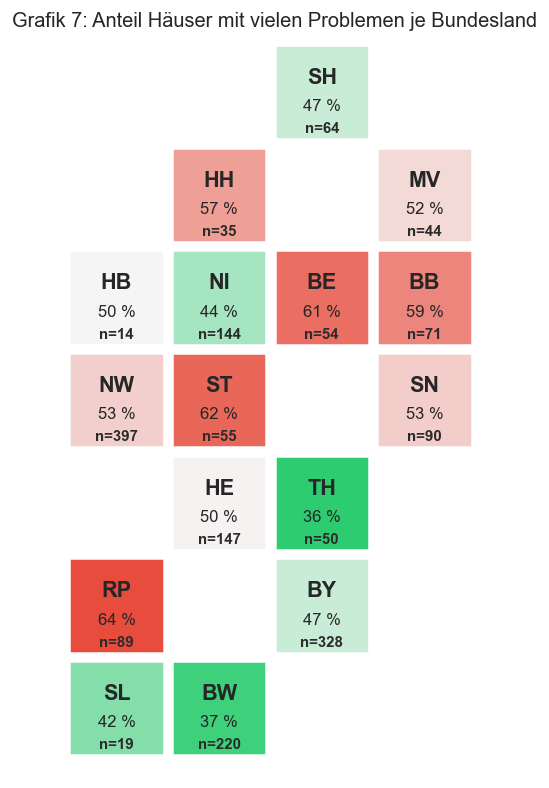 Grafik 7: Anteil Häuser mit vielen Problemen je Bundesland
SH
47 %
n=64
HH
57 %
n=35
MV
52 %
n=44
HB
50 %
n=14
NI
44 %
n=144
BE
61 %
n=54
BB
59 %
n=71
NW
53 %
n=397
ST
62 %
n=55
SN
53 %
n=90
HE
50 %
n=147
TH
36 %
n=50
RP
64 %
n=89
BY
47 %
n=328
SL
42 %
n=19
BW
37 %
n=220